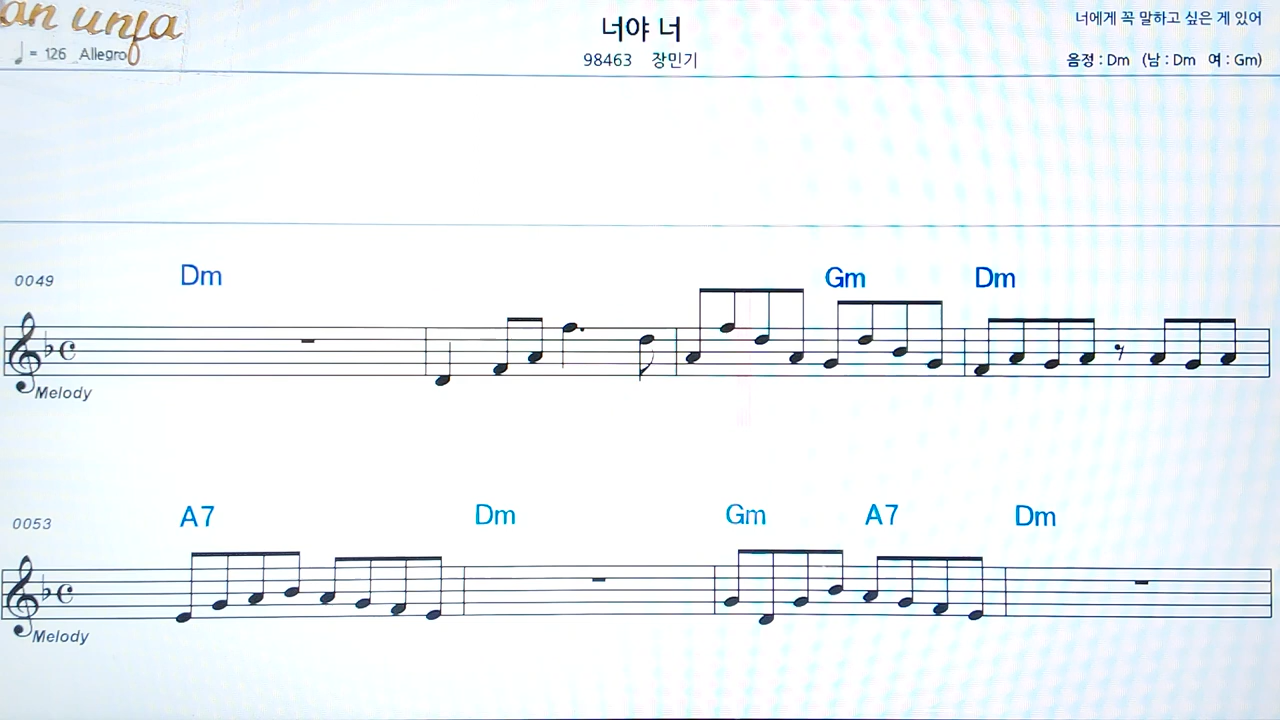 an unja
♩ = 126 Allegro
너야 너
98463 장민기
너에게 꼭 말하고 싶은 게 있어
음정 : Dm (남 : Dm 여 : Gm)
0049 Dm Gm Dm
Melody
0053 A7 Dm Gm A7 Dm
Melody